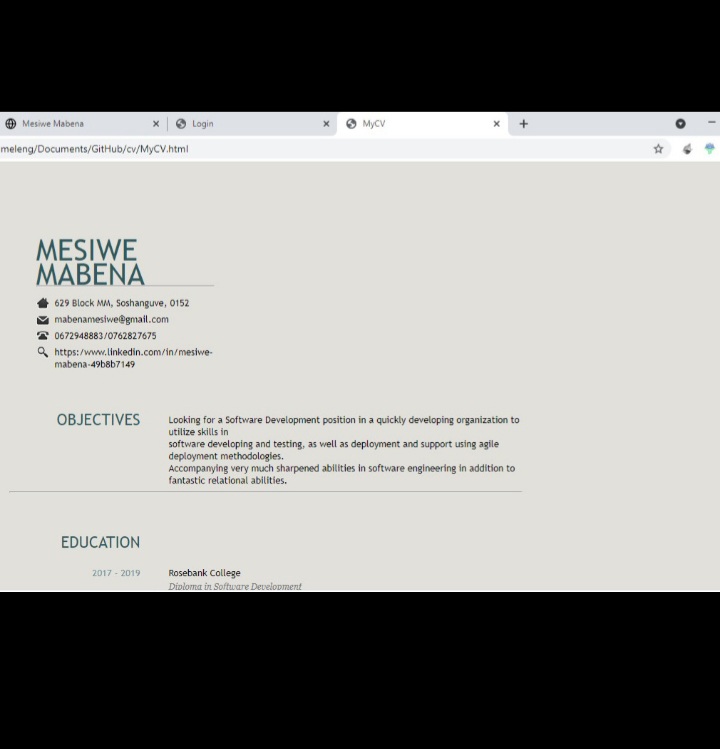 Mesiwe Mabena
Login
MyCV
meleng/Documents/GitHub/cv/MyCV.html
MESIWE
MABENA
629 Block MM, Soshanguve, 0152
mabenamesiwe@gmail.com
0672948883/0762827675
https:/www.linkedin.com/in/mesiwe-
mabena-49b8b7149
OBJECTIVES
Looking for a Software Development position in a quickly developing organization to
utilize skills in
software developing and testing, as well as deployment and support using agile
deployment methodologies.
Accompanying very much sharpened abilities in software engineering in addition to
fantastic relational abilities.
EDUCATION
2017 - 2019
Rosebank College
Diploma in Software Development